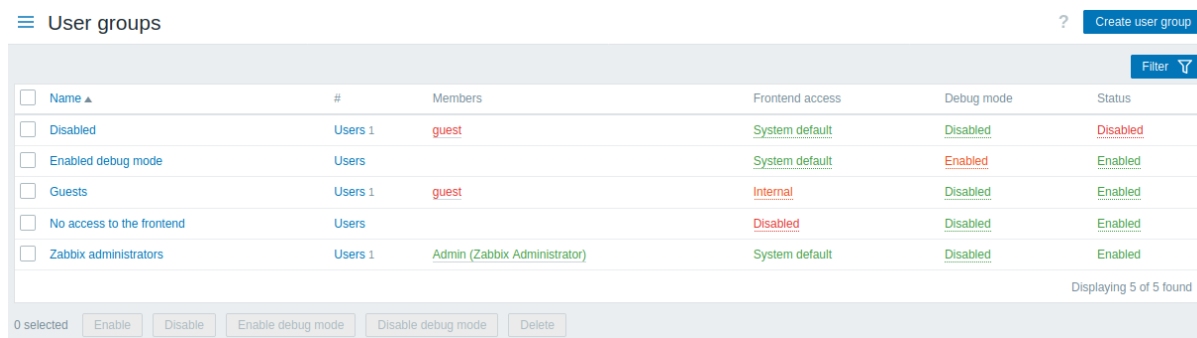 User groups ? Create user group
Filter
Name # Members Frontend access Debug mode Status
Disabled Users 1 guest System default Disabled Disabled
Enabled debug mode Users System default Enabled Enabled
Guests Users 1 guest Internal Disabled Enabled
No access to the frontend Users Disabled Disabled Enabled
Zabbix administrators Users 1 Admin (Zabbix Administrator) System default Disabled Enabled
Displaying 5 of 5 found
0 selected Enable Disable Enable debug mode Disable debug mode Delete